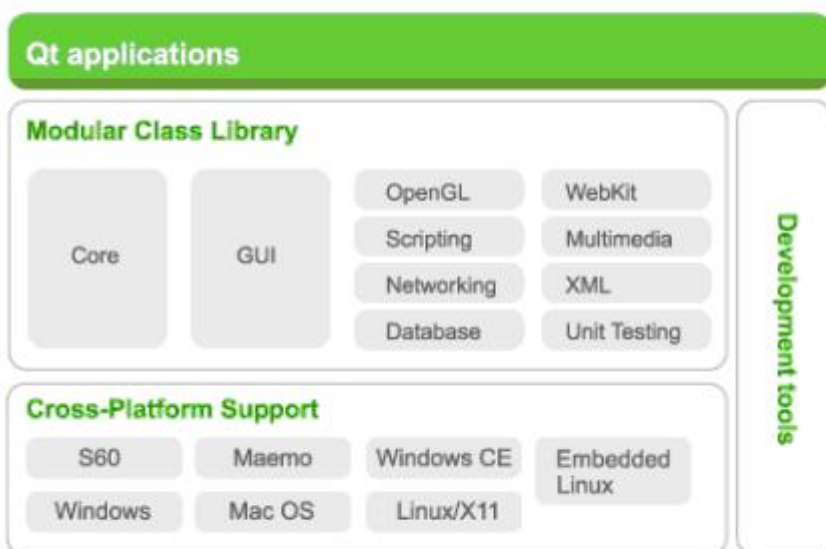 Qt applications
Modular Class Library
Core
GUI
OpenGL
WebKit
Scripting
Multimedia
Networking
XML
Database
Unit Testing
Cross-Platform Support
S60
Maemo
Windows CE
Embedded
Linux
Windows
Mac OS
Linux/X11
Development tools